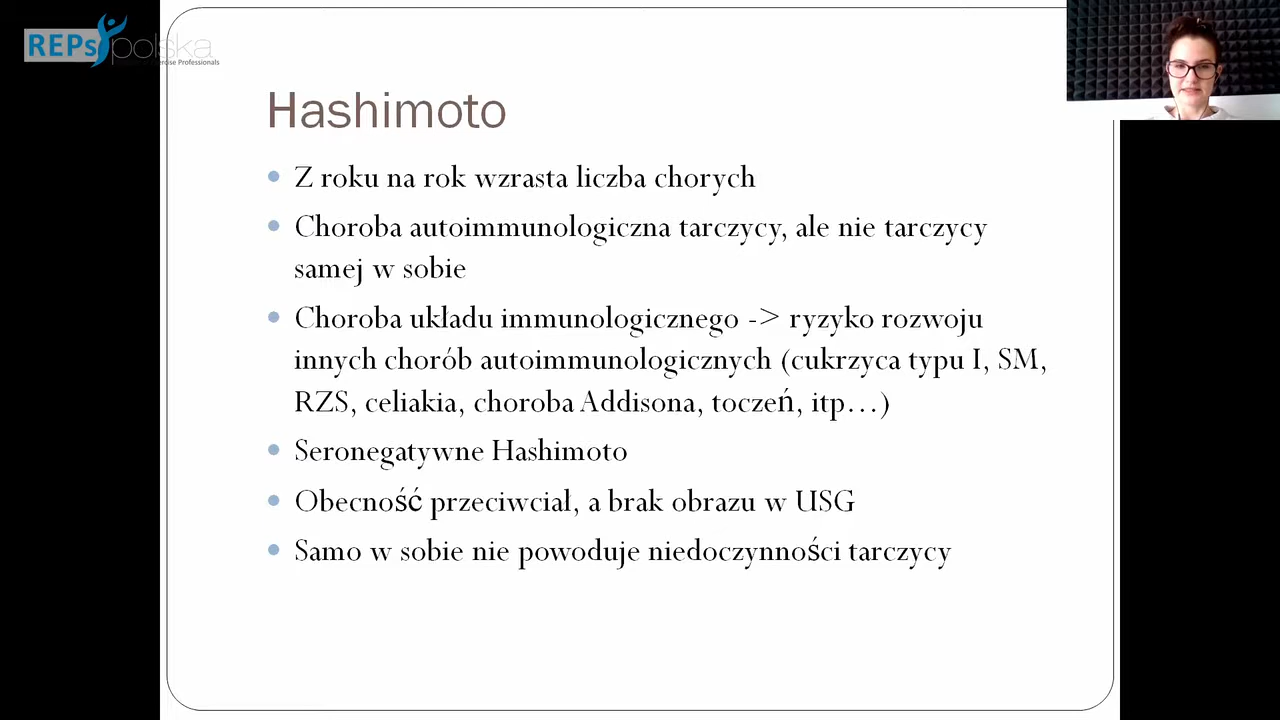 REPs polska
ercise Professionals
Hashimoto
Z roku na rok wzrasta liczba chorych
Choroba autoimmunologiczna tarczycy, ale nie tarczycy
samej w sobie
Choroba układu immunologicznego -> ryzyko rozwoju
innych chorób autoimmunologicznych (cukrzyca typu I, SM,
RZS, celiakia, choroba Addisona, toczeń, itp…)
Seronegatywne Hashimoto
Obecność przeciwciał, a brak obrazu w USG
Samo w sobie nie powoduje niedoczynności tarczycy